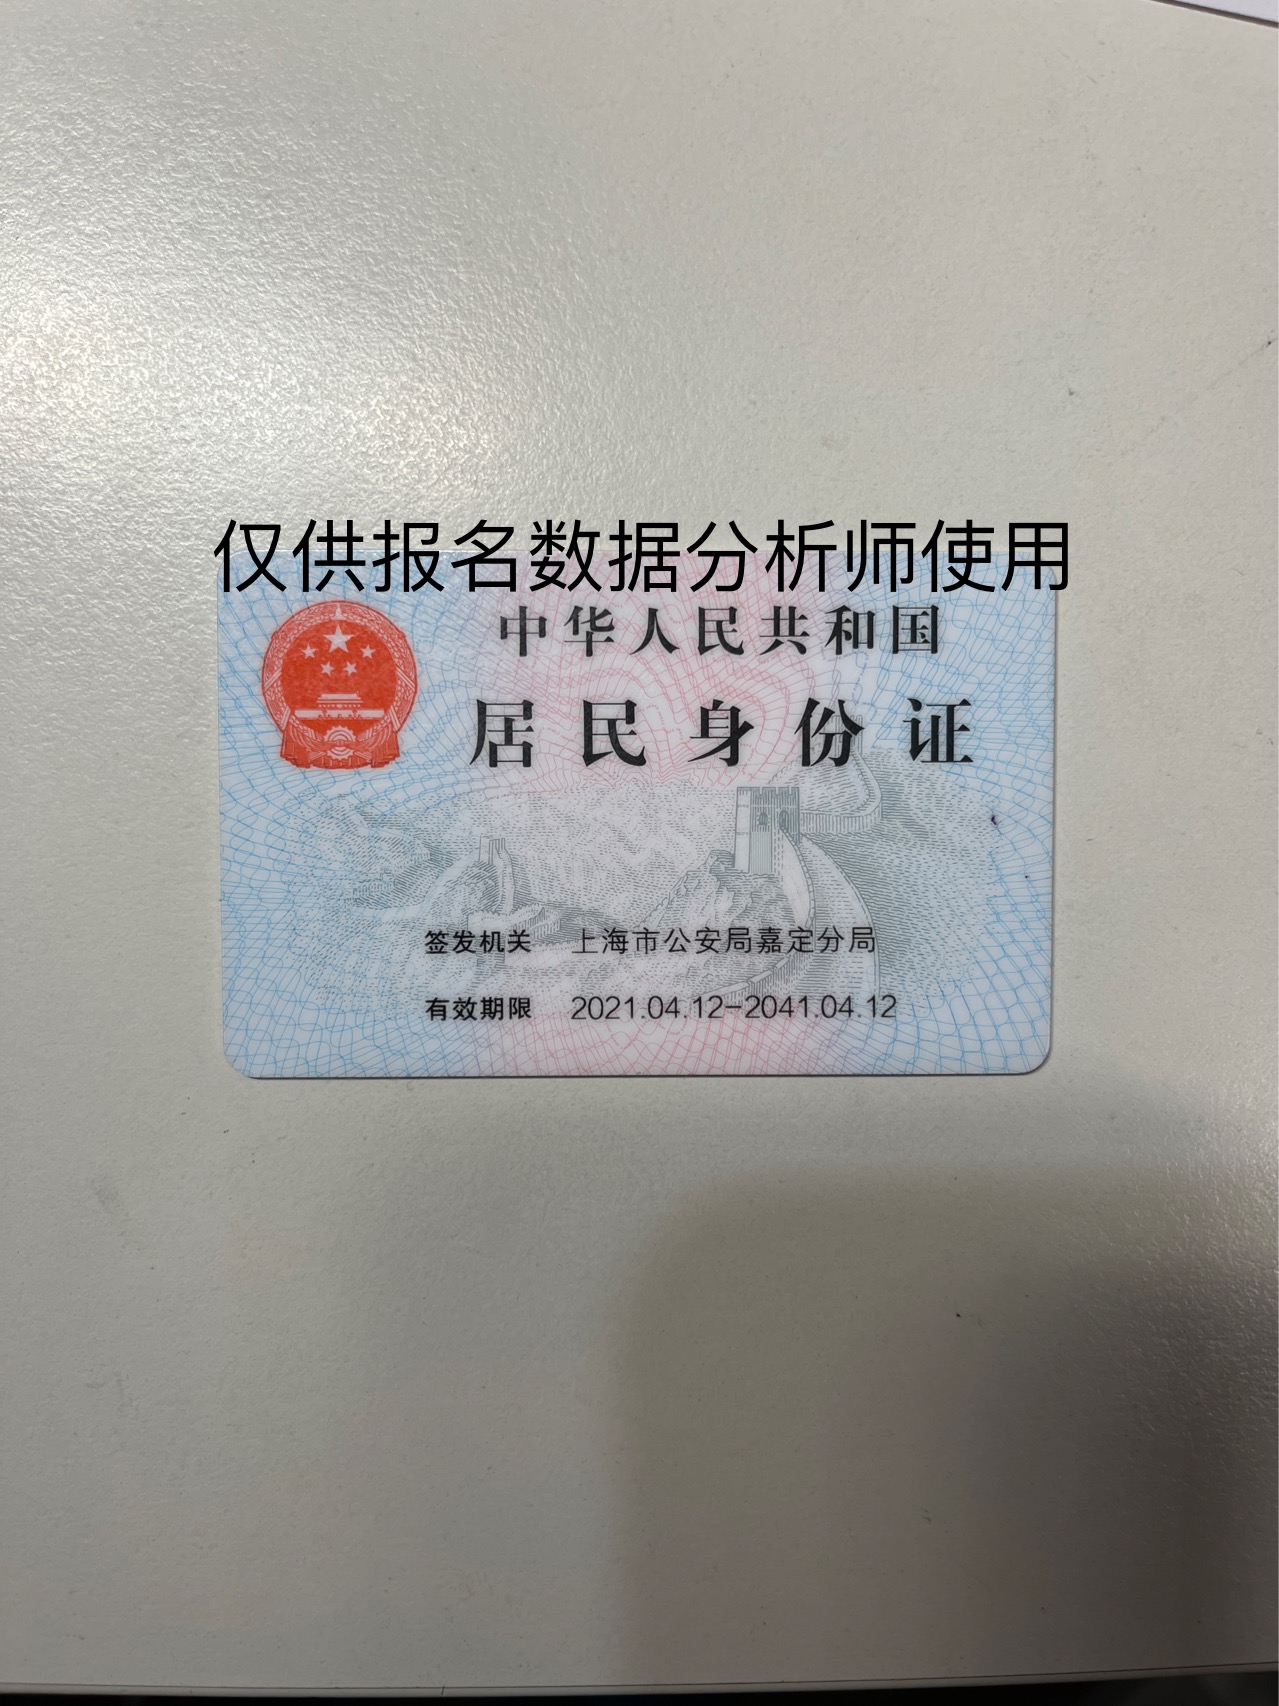 仅供报名数据分析师使用
中华人民共和国
居民身份证
签发机关 上海市公安局嘉定分局
有效期限 2021.04.12-2041.04.12